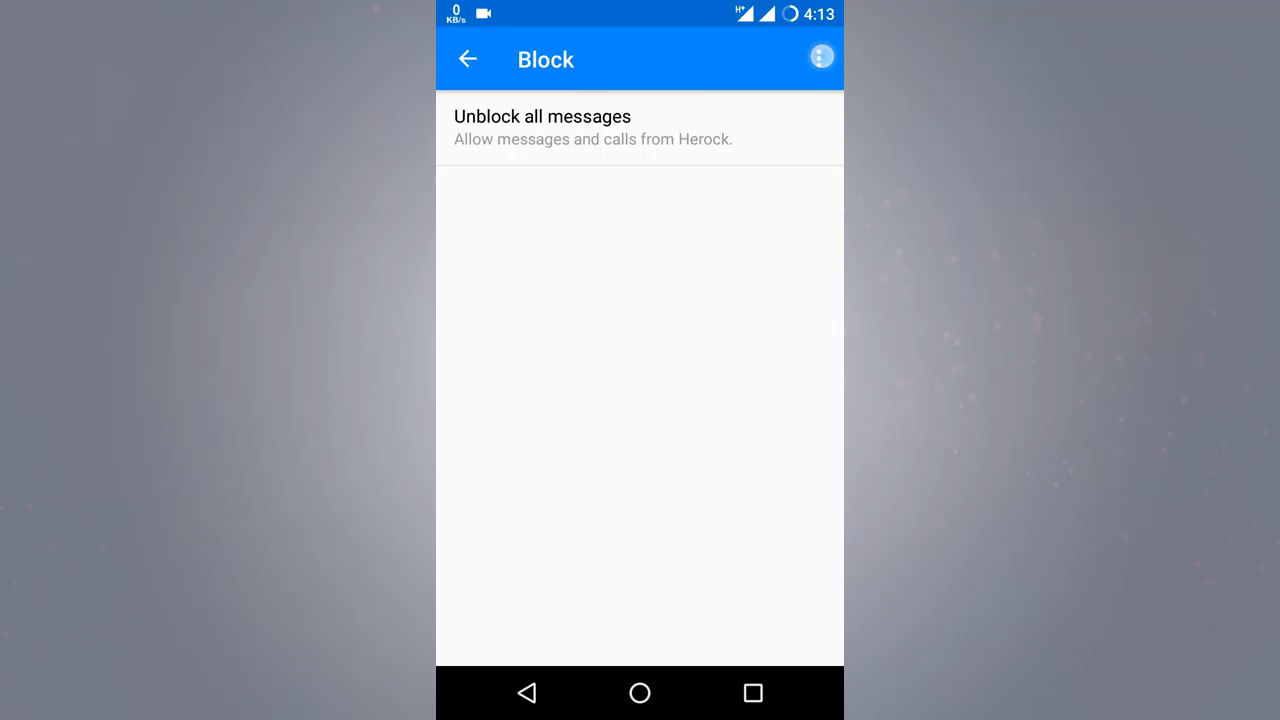 0
KB/s
H+
4:13
Block
Unblock all messages
Allow messages and calls from Herock.